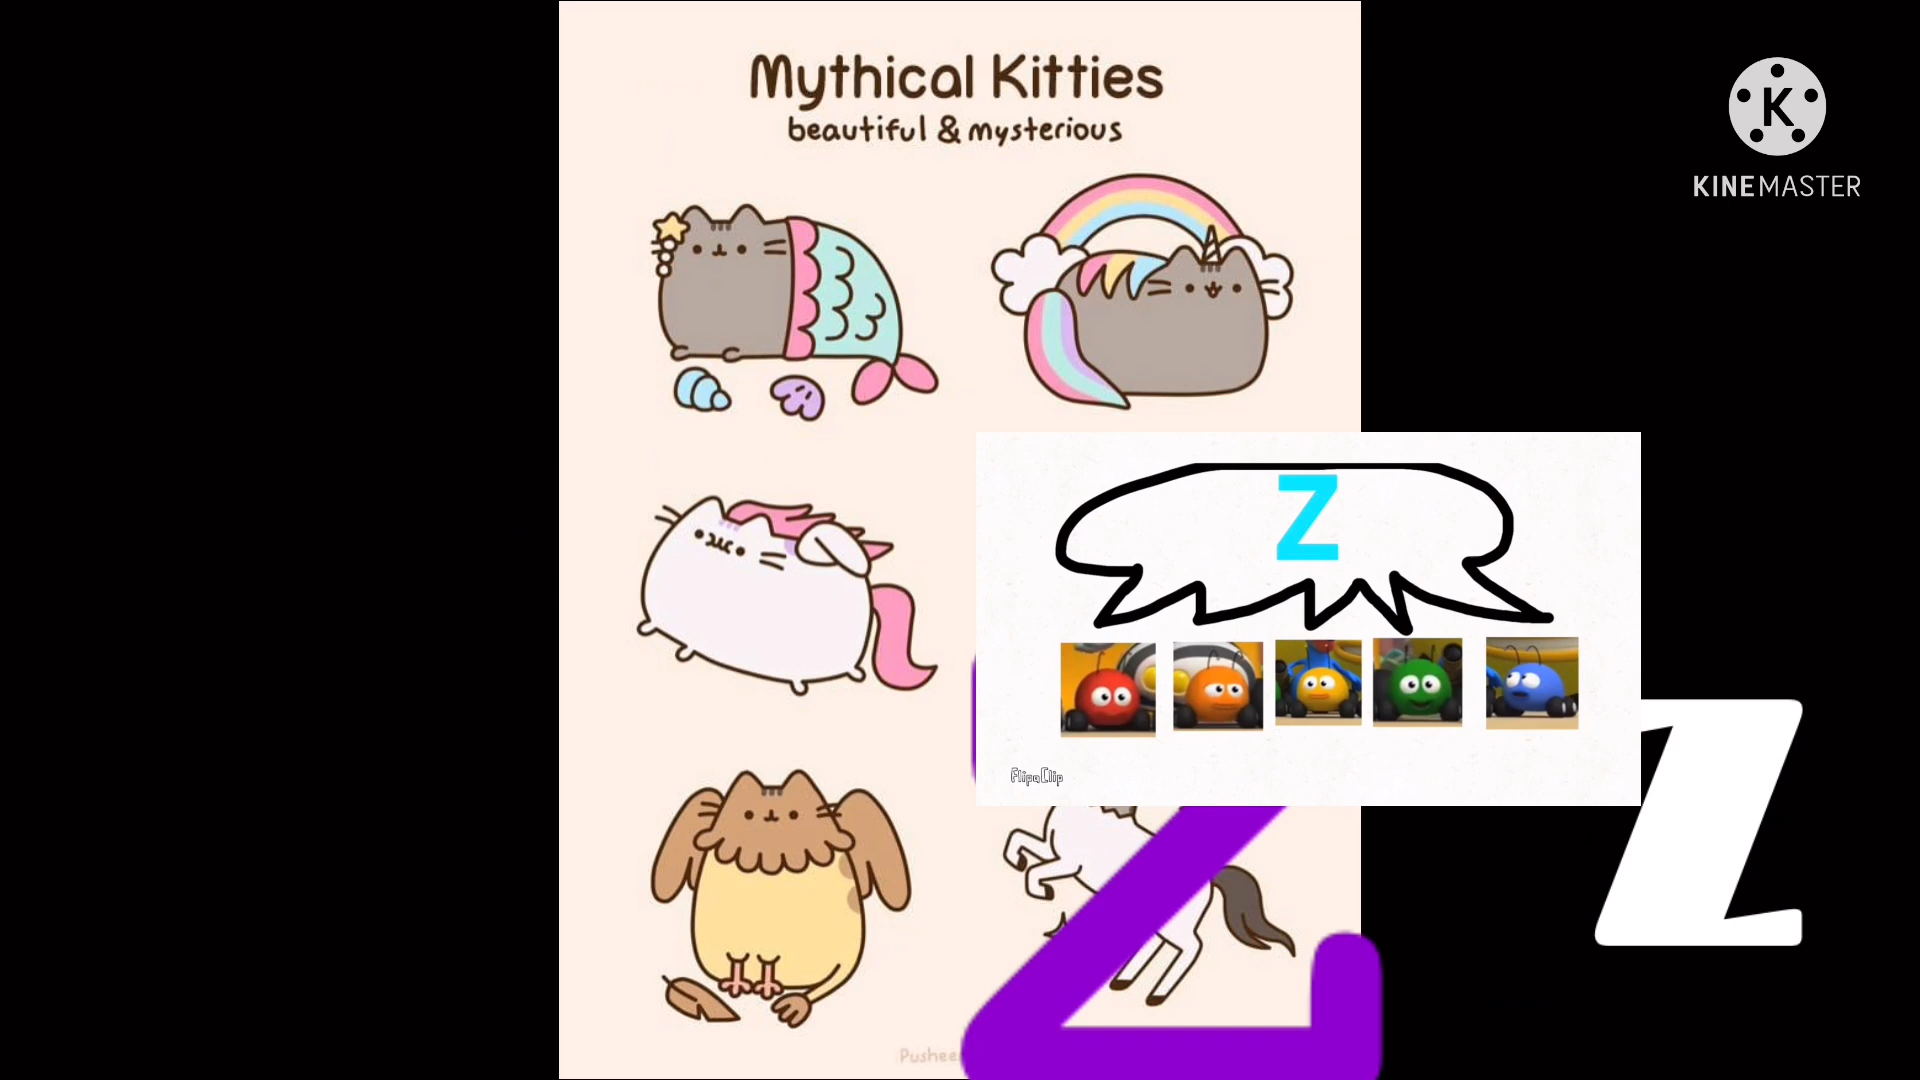 Mythical Kitties
beautiful & mysterious
K
KINEMASTER
Z
FlipaClip
Z
Z